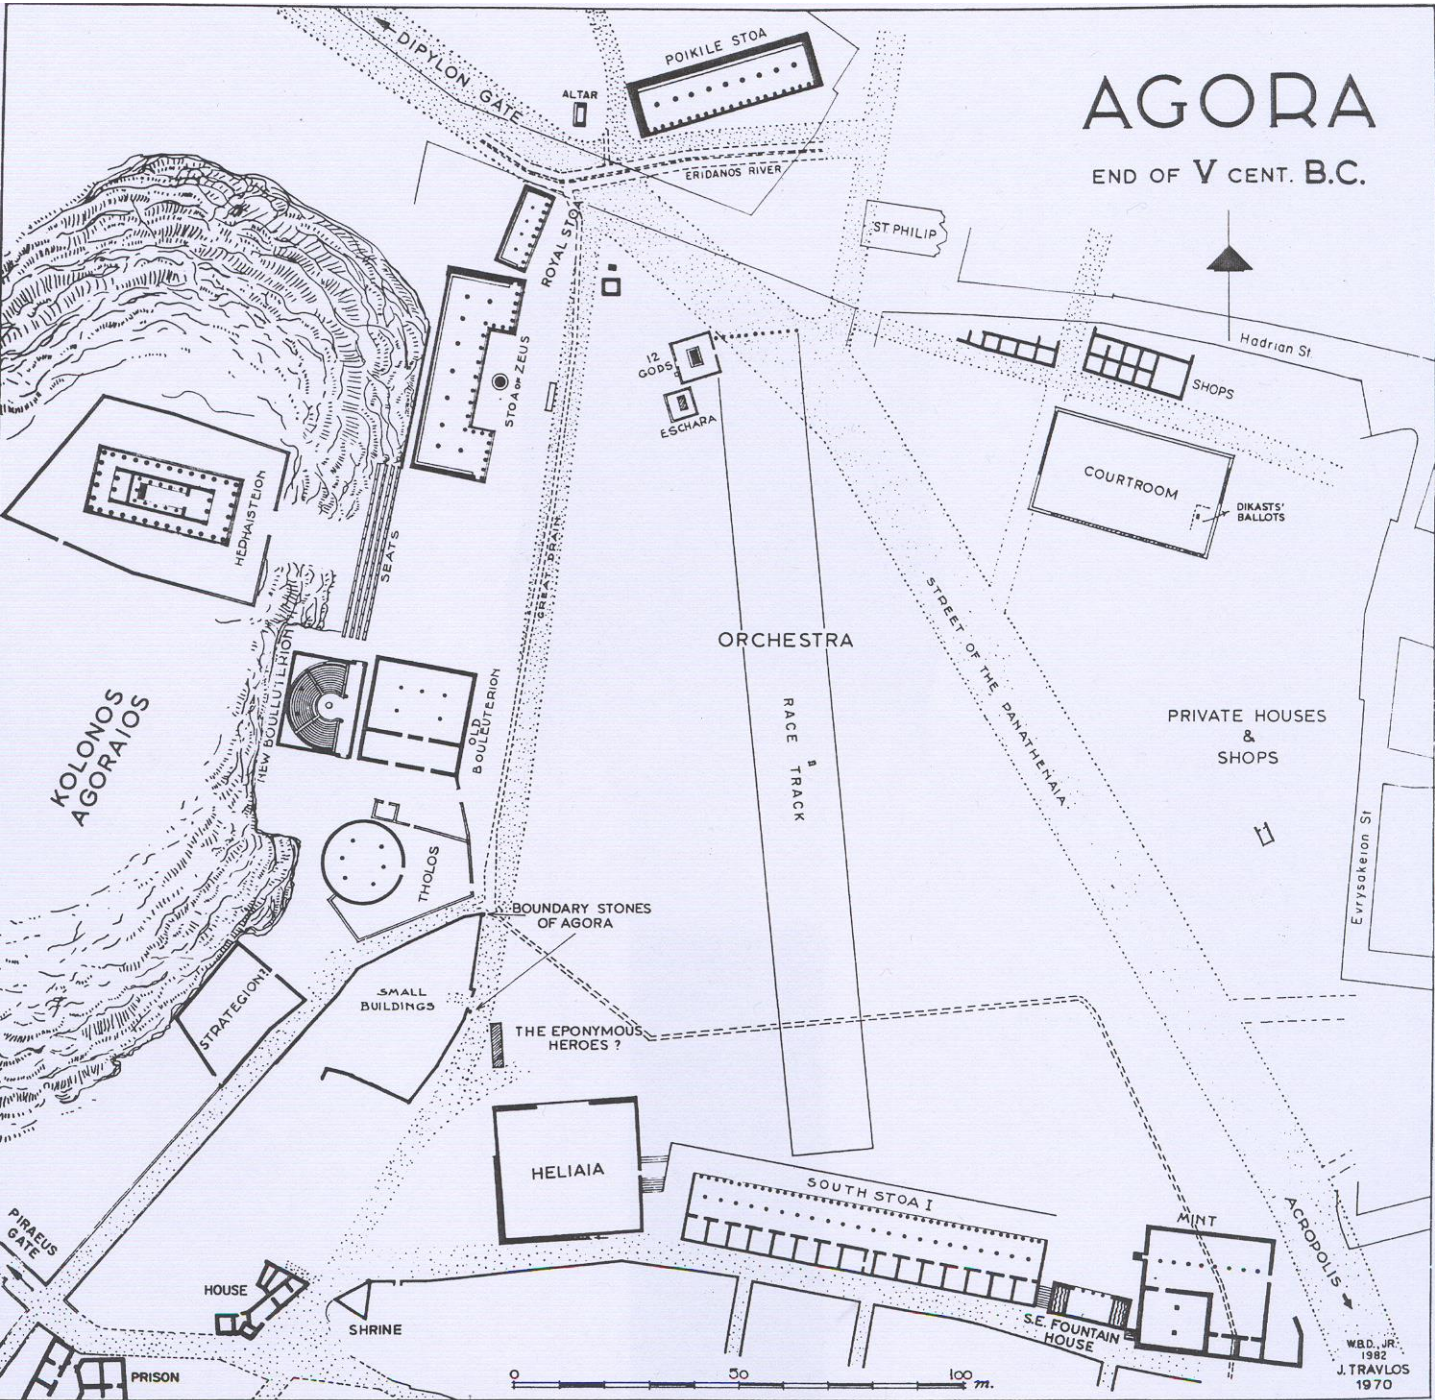 AGORA
END OF V CENT. B.C.
DIPYLON GATE
POIKILE STOA
ALTAR
ERIDANOS RIVER
ST PHILIP
ROYAL STOA
STOA OF ZEUS
12
GODS
ESCHARA
Hadrian St.
SHOPS
COURTROOM
DIKASTS'
BALLOTS
HEPHAISTEION
SEATS
GREAT DRAIN
STREET OF THE PANATHENAIA
ORCHESTRA
RACE TRACK
KOLONOS
AGORAIOS
NEW BOULLUTERION
OLD
BOULEUTERION
PRIVATE HOUSES
&
SHOPS
Evrysakeion St
THOLOS
BOUNDARY STONES
OF AGORA
STRATEGION?
SMALL
BUILDINGS
THE EPONYMOUS
HEROES ?
HELIAIA
SOUTH STOA I
MINT
ACROPOLIS
PIRAEUS
GATE
HOUSE
SHRINE
S.E. FOUNTAIN
HOUSE
PRISON
0 50 100 m.
W.B.D., JR.
1982
J. TRAVLOS
1970